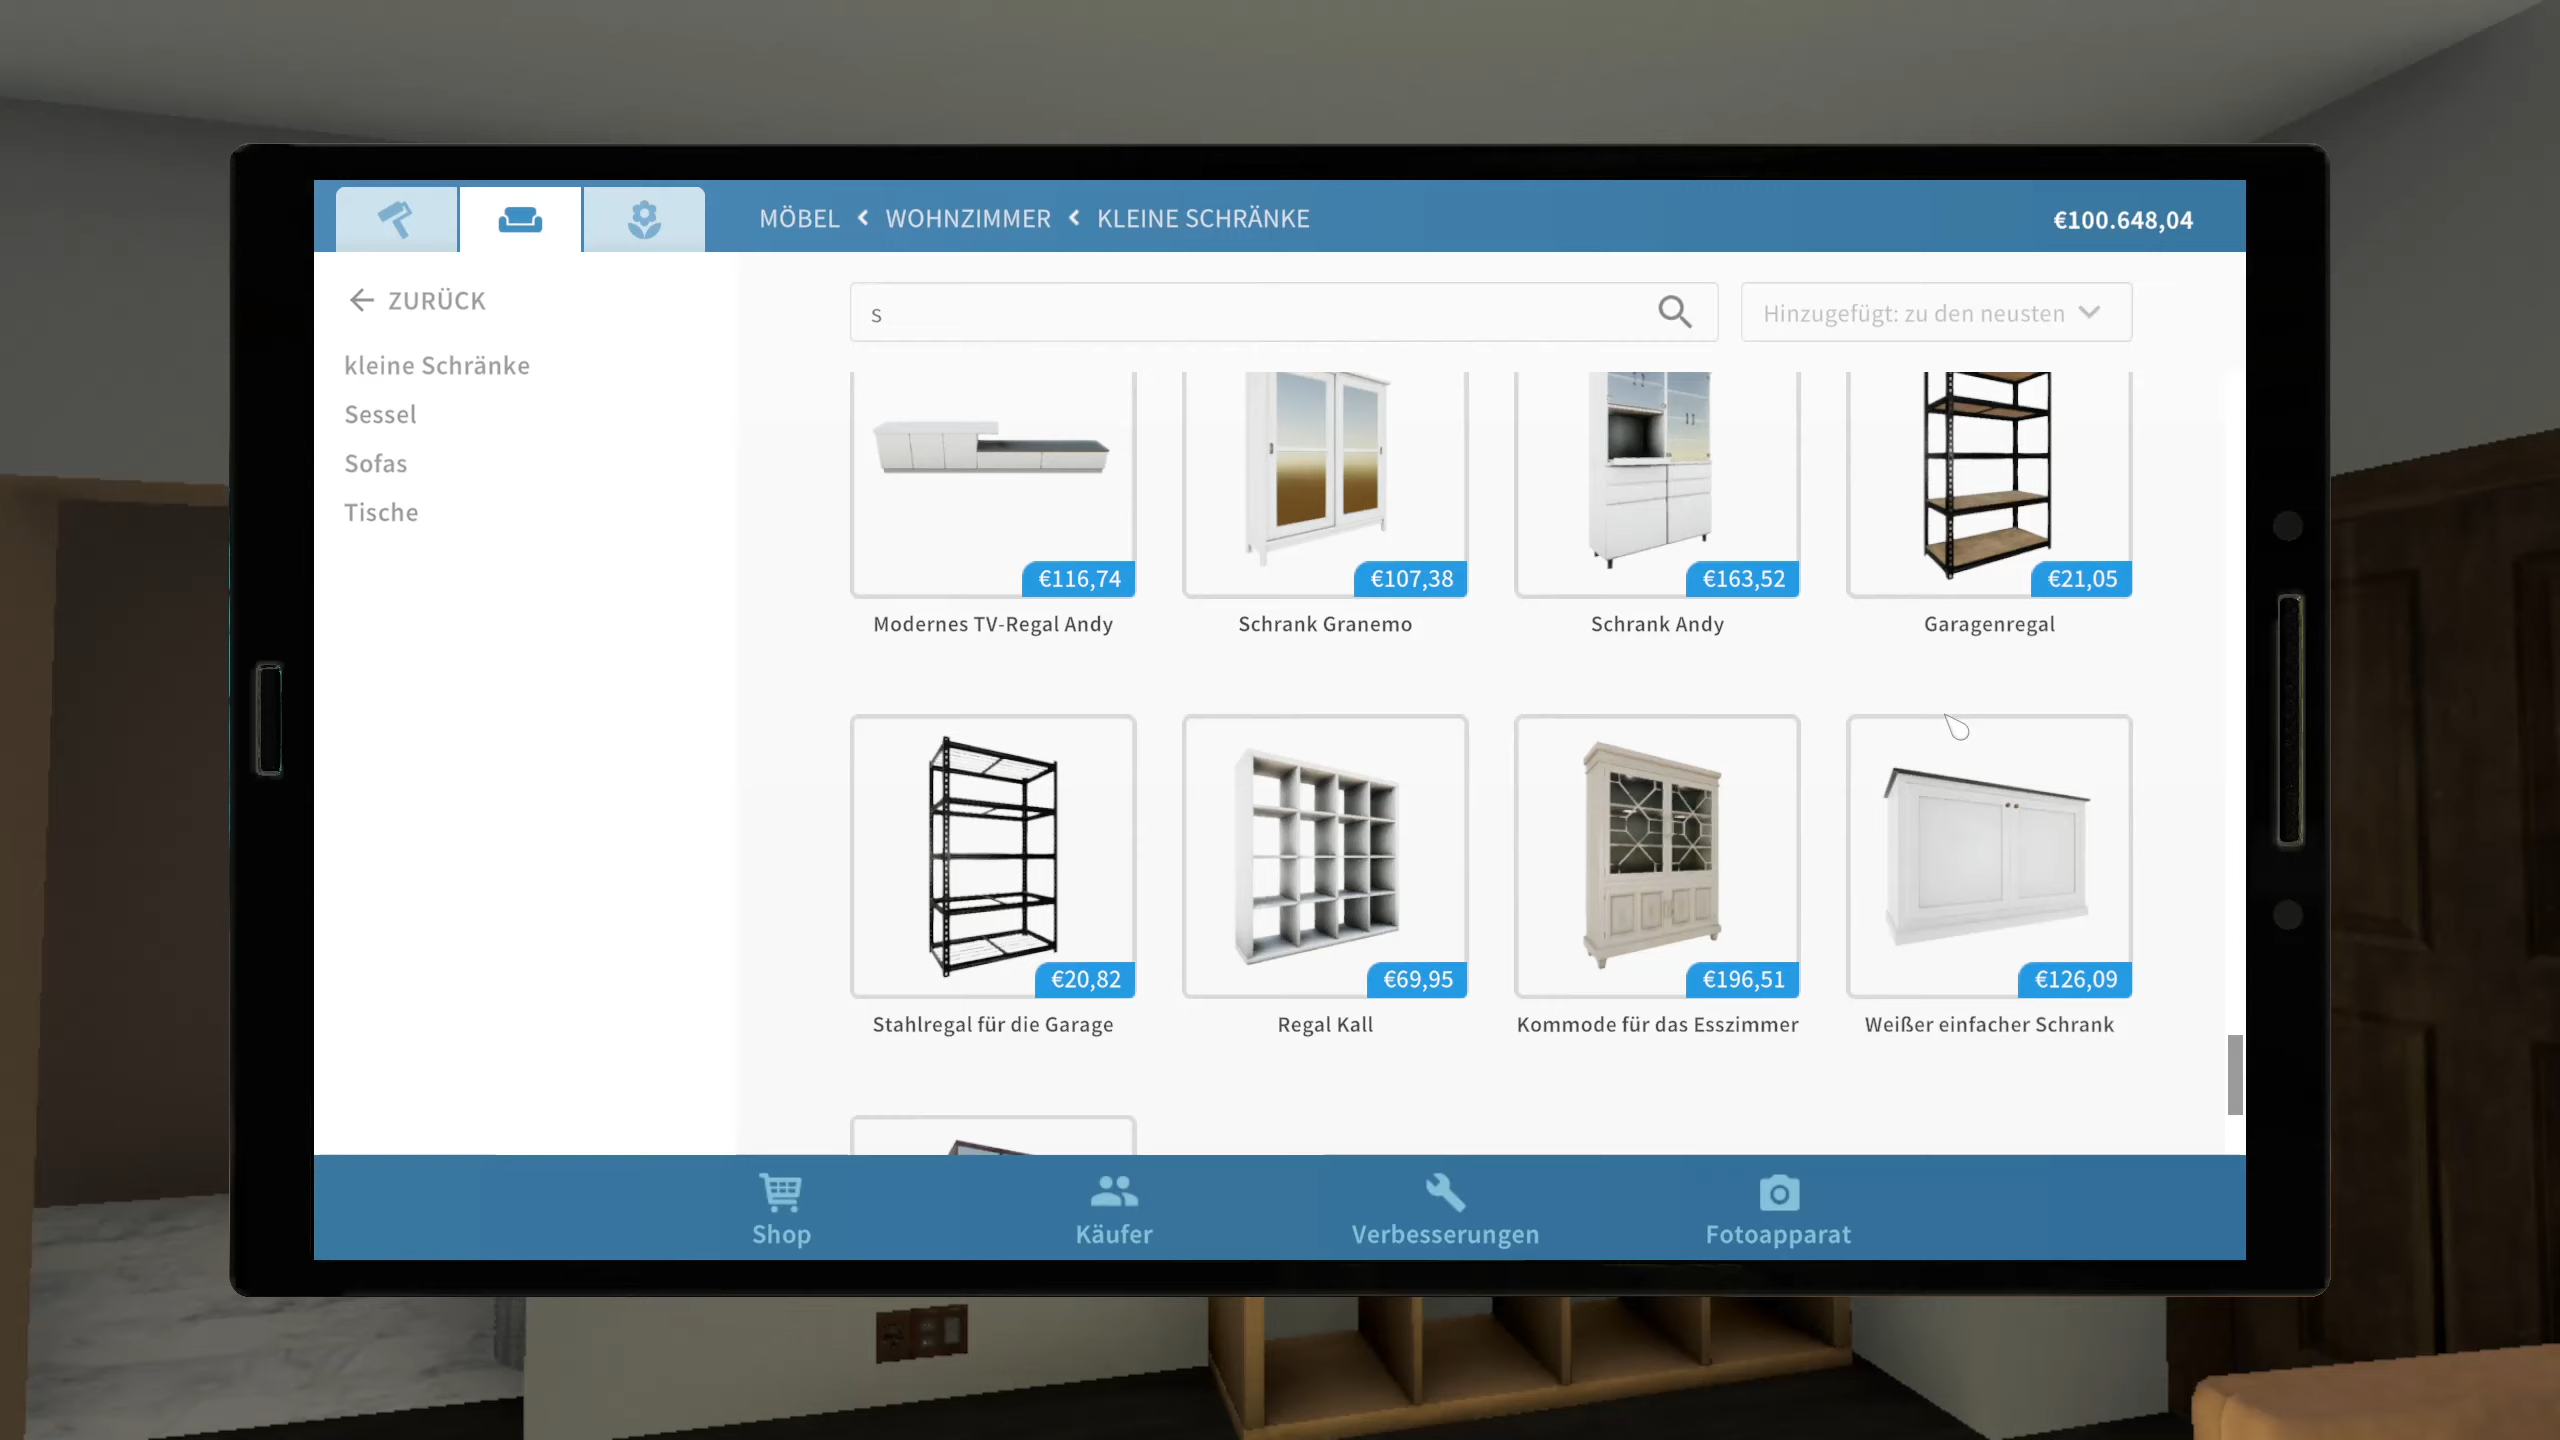 MÖBEL < WOHNZIMMER < KLEINE SCHRÄNKE
€100.648,04
ZURÜCK
kleine Schränke
Sessel
Sofas
Tische
s
Hinzugefügt: zu den neusten
€116,74
€107,38
€163,52
€21,05
Modernes TV-Regal Andy
Schrank Granemo
Schrank Andy
Garagenregal
€20,82
€69,95
€196,51
€126,09
Stahlregal für die Garage
Regal Kall
Kommode für das Esszimmer
Weißer einfacher Schrank
Shop
Käufer
Verbesserungen
Fotoapparat